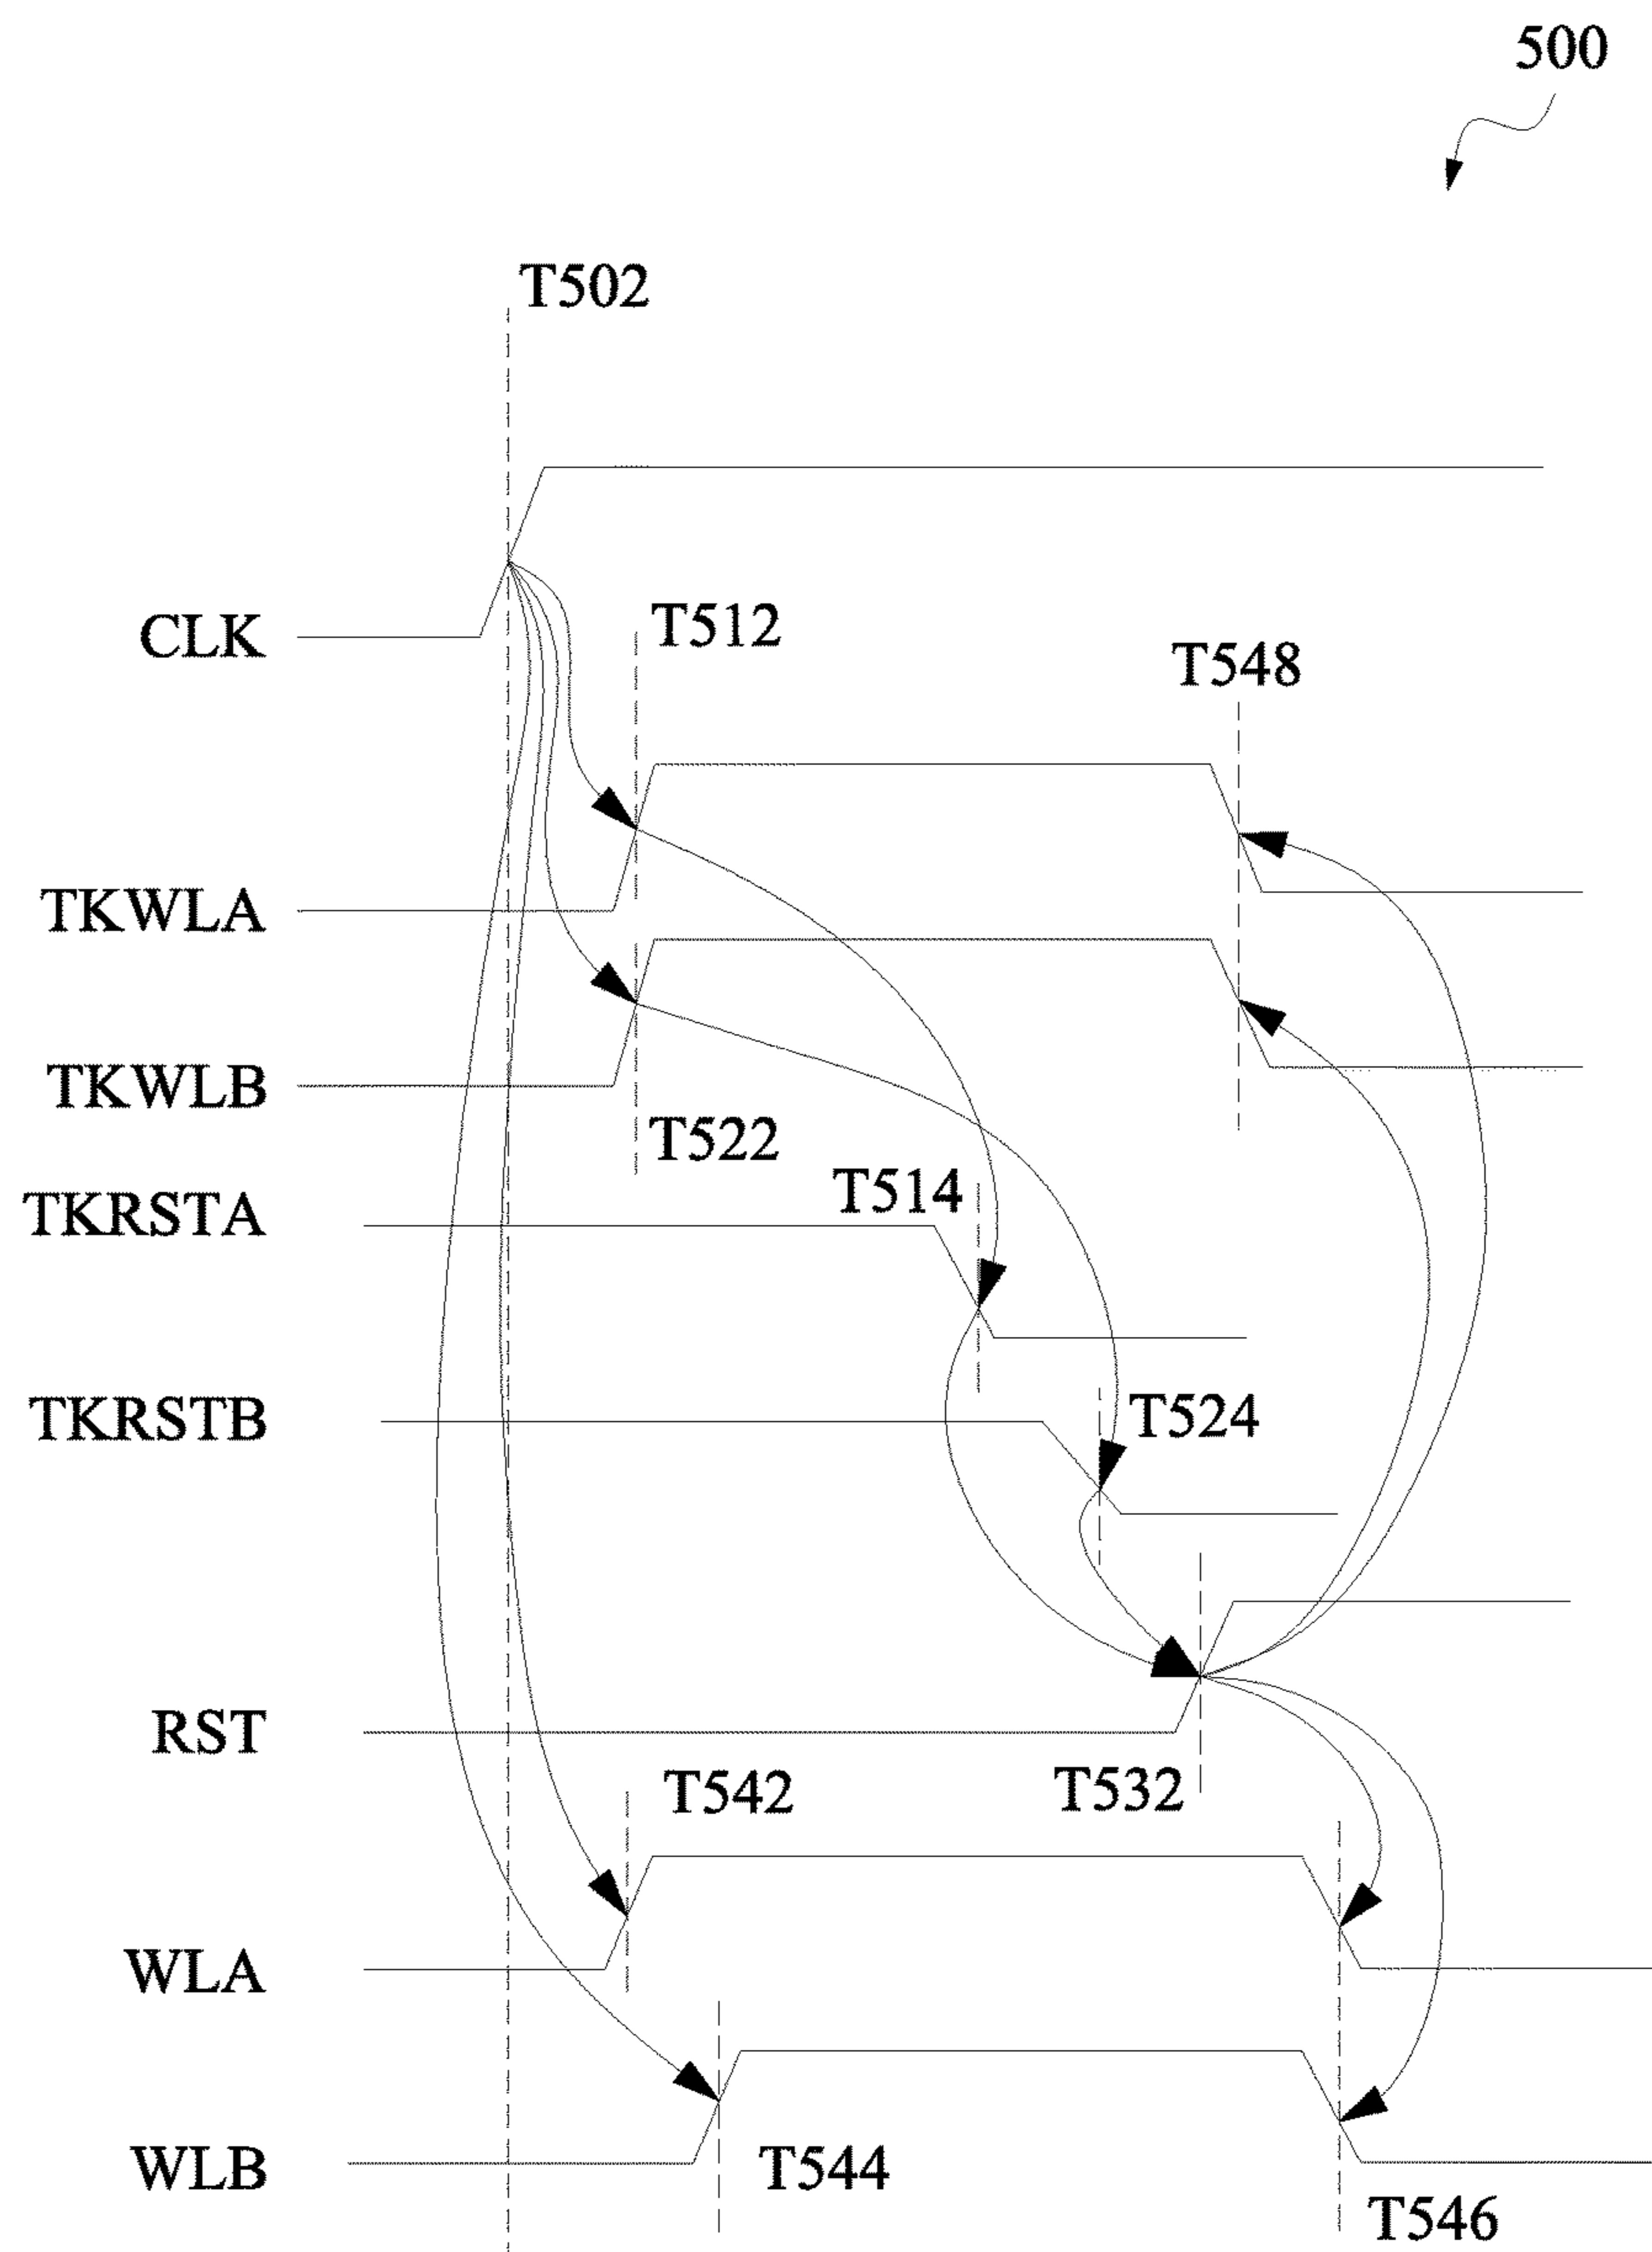 500
T502
CLK
T512
T548
TKWLA
TKWLB
T522
TKRSTA
T514
TKRSTB
T524
RST
T542
T532
WLA
WLB
T544
T546